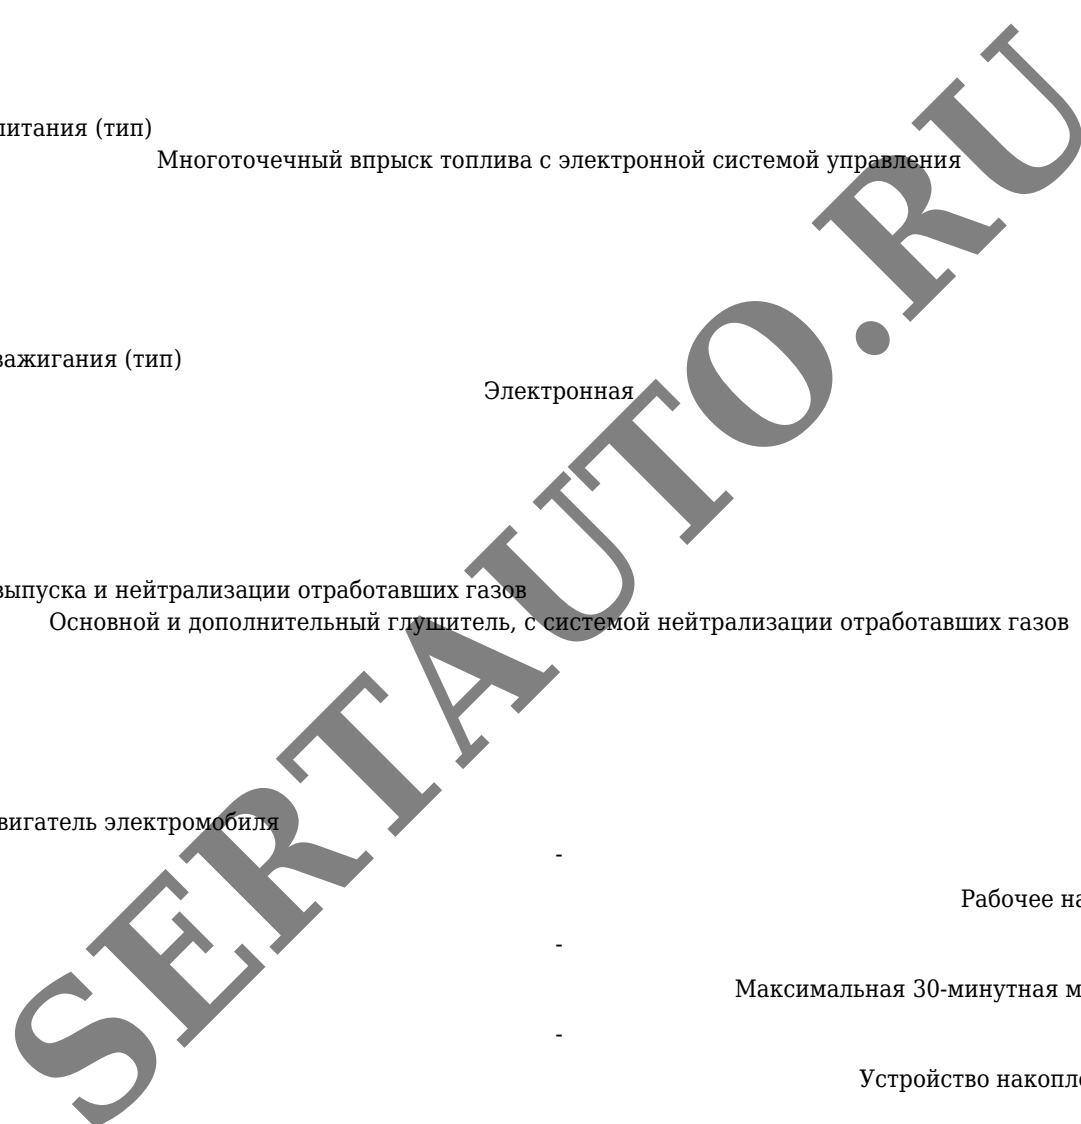 питания (тип)
Многоточечный впрыск топлива с электронной системой управления
зажигания (тип)
Электронная
выпуска и нейтрализации отработавших газов
Основной и дополнительный глушитель, с системой нейтрализации отработавших газов
вигатель электромобиля
-
Рабочее на
-
Максимальная 30-минутная м
-
Устройство накопле
SERTAUTO.RU